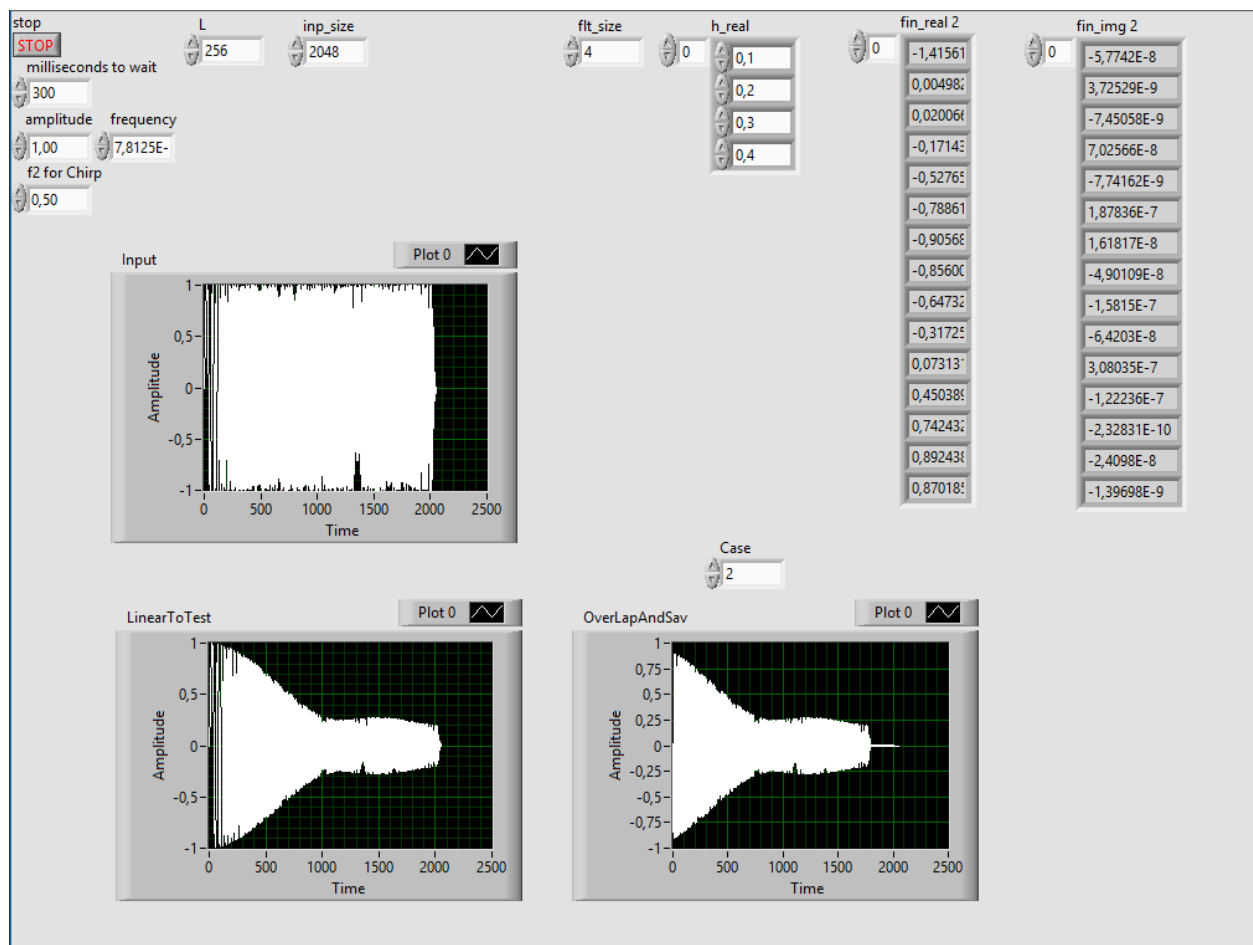 stop
STOP
L
256
inp_size
2048
flt_size
4
h_real
0
0,1
0,2
0,3
0,4
fin_real 2
0
-1,41561
0,004982
0,020066
-0,17143
-0,52765
-0,78861
-0,90568
-0,85600
-0,64732
-0,31725
0,07313
0,450389
0,742432
0,892438
0,870185
fin_img 2
0
-5,7742E-8
3,72529E-9
-7,45058E-9
7,02566E-8
-7,74162E-9
1,87836E-7
1,61817E-8
-4,90109E-8
-1,5815E-7
-6,4203E-8
3,08035E-7
-1,22236E-7
-2,32831E-10
-2,4098E-8
-1,39698E-9
milliseconds to wait
300
amplitude frequency
1,00 7,8125E-
f2 for Chirp
0,50
Input
Plot 0
Amplitude
1
0,5
0
-0,5
-1
0 500 1000 1500 2000 2500
Time
Case
2
LinearToTest
Plot 0
Amplitude
1
0,5
0
-0,5
-1
0 500 1000 1500 2000 2500
Time
OverLapAndSav
Plot 0
Amplitude
1
0,75
0,5
0,25
0
-0,25
-0,5
-0,75
-1
0 500 1000 1500 2000 2500
Time